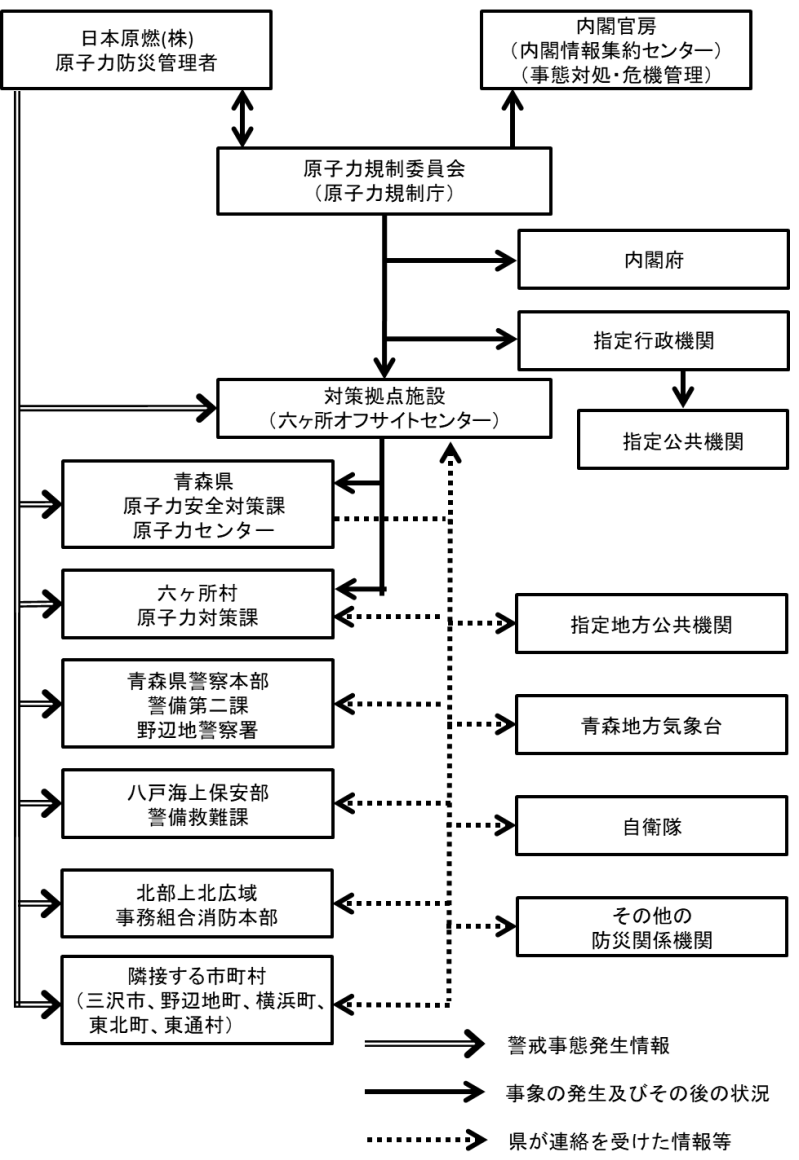 日本原燃(株)
原子力防災管理者
内閣官房
（内閣情報集約センター）
（事態対処・危機管理）
原子力規制委員会
（原子力規制庁）
内閣府
指定行政機関
指定公共機関
対策拠点施設
（六ヶ所オフサイトセンター）
青森県
原子力安全対策課
原子力センター
六ヶ所村
原子力対策課
青森県警察本部
警備第二課
野辺地警察署
八戸海上保安部
警備救難課
北部上北広域
事務組合消防本部
隣接する市町村
（三沢市、野辺地町、横浜町、
東北町、東通村）
指定地方公共機関
青森地方気象台
自衛隊
その他の
防災関係機関
警戒事態発生情報
事象の発生及びその後の状況
県が連絡を受けた情報等